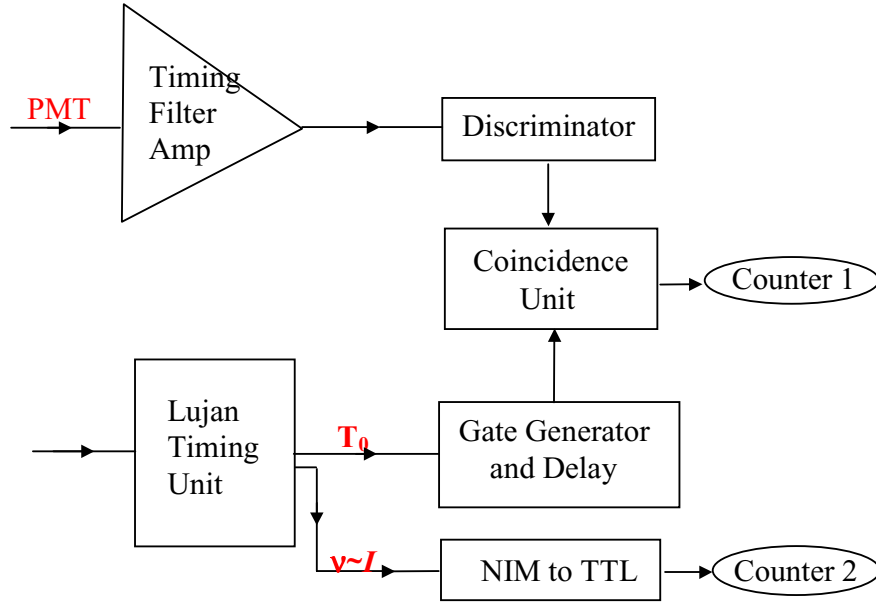 PMT
Timing
Filter
Amp
Discriminator
Coincidence
Unit
Counter 1
Lujan
Timing
Unit
T₀
Gate Generator
and Delay
ν~I
NIM to TTL
Counter 2